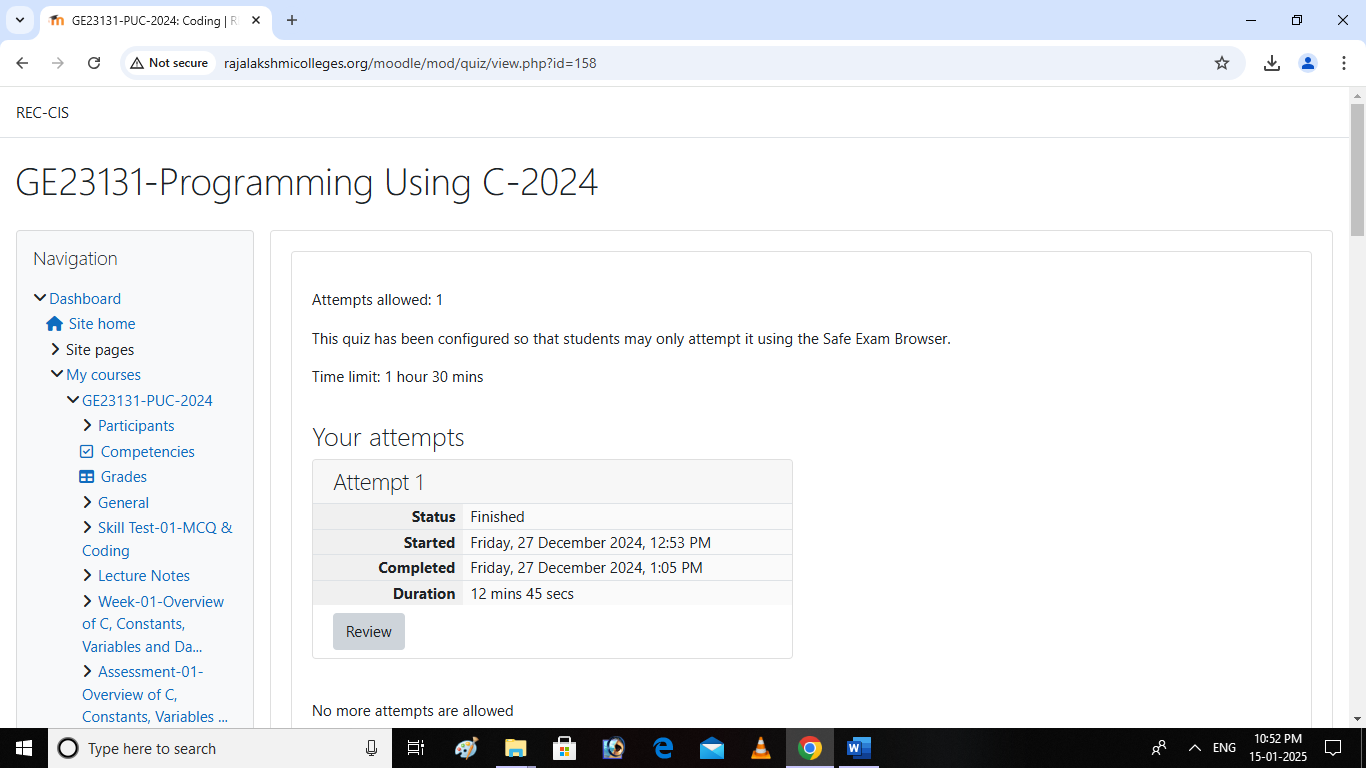 GE23131-PUC-2024: Coding | R
Not secure
rajalakshmicolleges.org/moodle/mod/quiz/view.php?id=158
REC-CIS
GE23131-Programming Using C-2024
Navigation
Dashboard
Site home
Site pages
My courses
GE23131-PUC-2024
Participants
Competencies
Grades
General
Skill Test-01-MCQ &
Coding
Lecture Notes
Week-01-Overview
of C, Constants,
Variables and Da...
Assessment-01-
Overview of C,
Constants, Variables ...
Attempts allowed: 1
This quiz has been configured so that students may only attempt it using the Safe Exam Browser.
Time limit: 1 hour 30 mins
Your attempts
Attempt 1
Status Finished
Started Friday, 27 December 2024, 12:53 PM
Completed Friday, 27 December 2024, 1:05 PM
Duration 12 mins 45 secs
Review
No more attempts are allowed
Type here to search
ENG
10:52 PM
15-01-2025